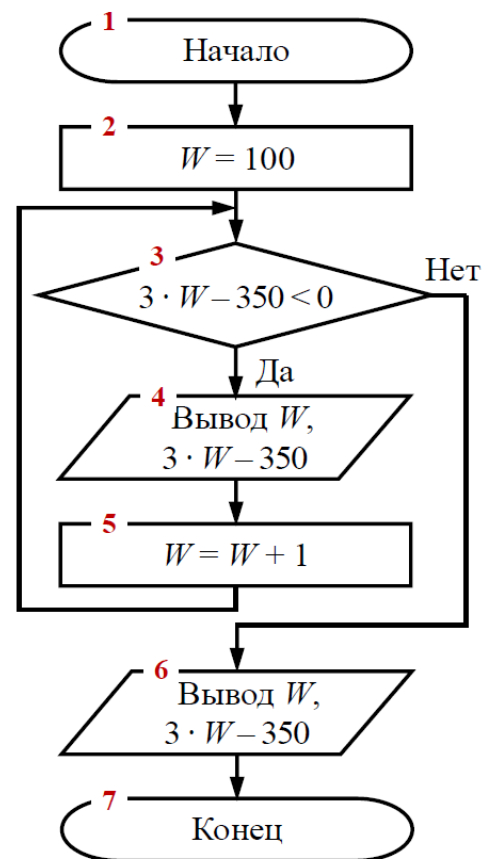 1
Начало
2
W = 100
3
3 · W – 350 < 0
Нет
Да
4
Вывод W,
3 · W – 350
5
W = W + 1
6
Вывод W,
3 · W – 350
7
Конец